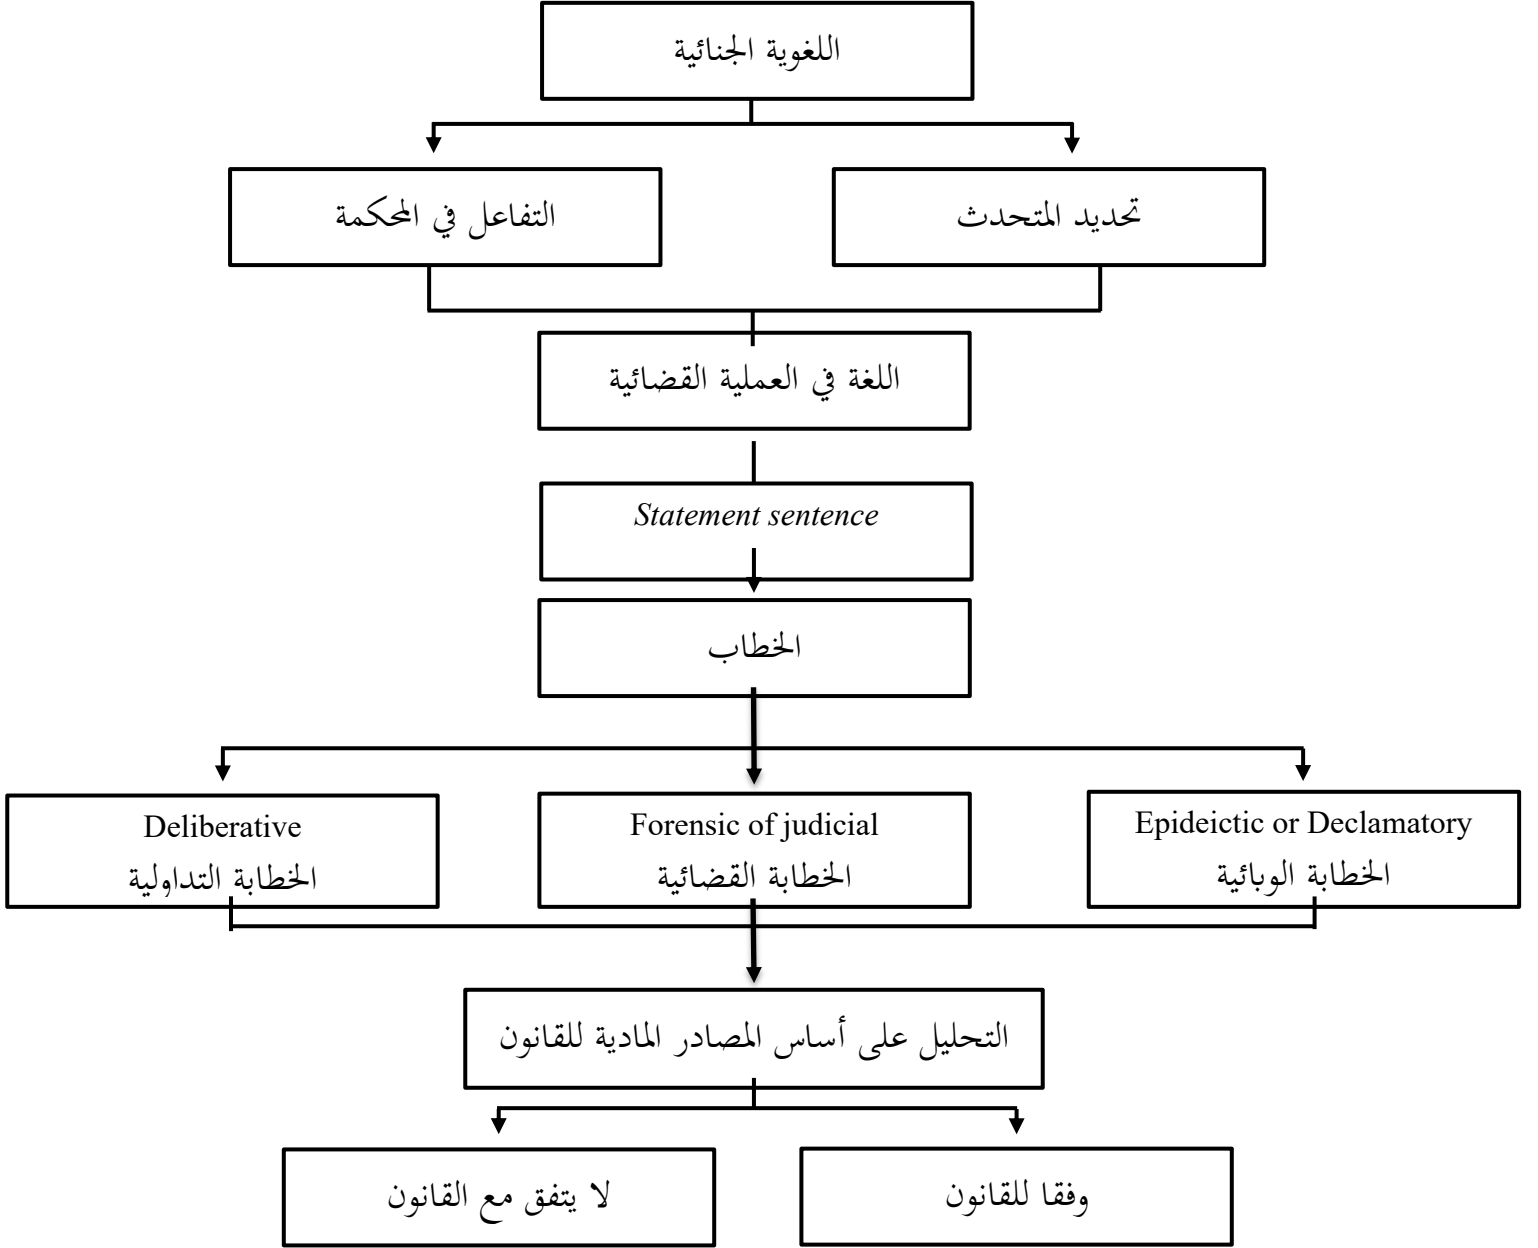 اللغوية الجنائية
تحديد المتحدث
التفاعل في المحكمة
اللغة في العملية القضائية
Statement sentence
الخطاب
Epideictic or Declamatory
الخطابة الوبائية
Forensic of judicial
الخطابة القضائية
Deliberative
الخطابة التداولية
التحليل على أساس المصادر المادية للقانون
وفقا للقانون
لا يتفق مع القانون